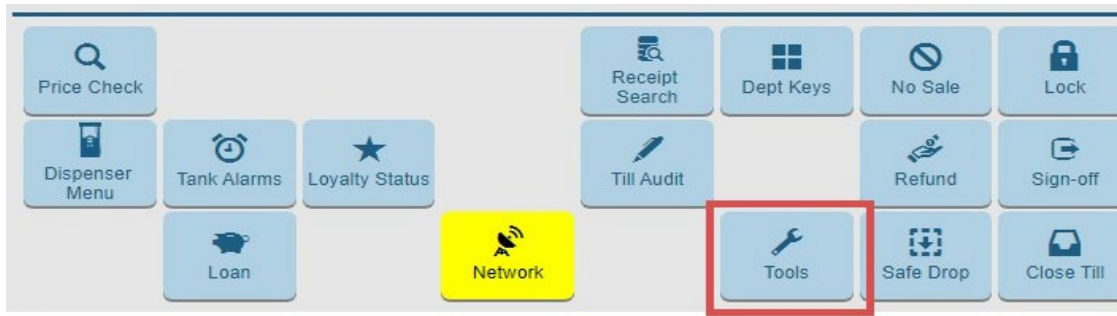 Price Check
Receipt
Search
Dept Keys
No Sale
Lock
Dispenser
Menu
Tank Alarms
Loyalty Status
Till Audit
Refund
Sign-off
Loan
Network
Tools
Safe Drop
Close Till